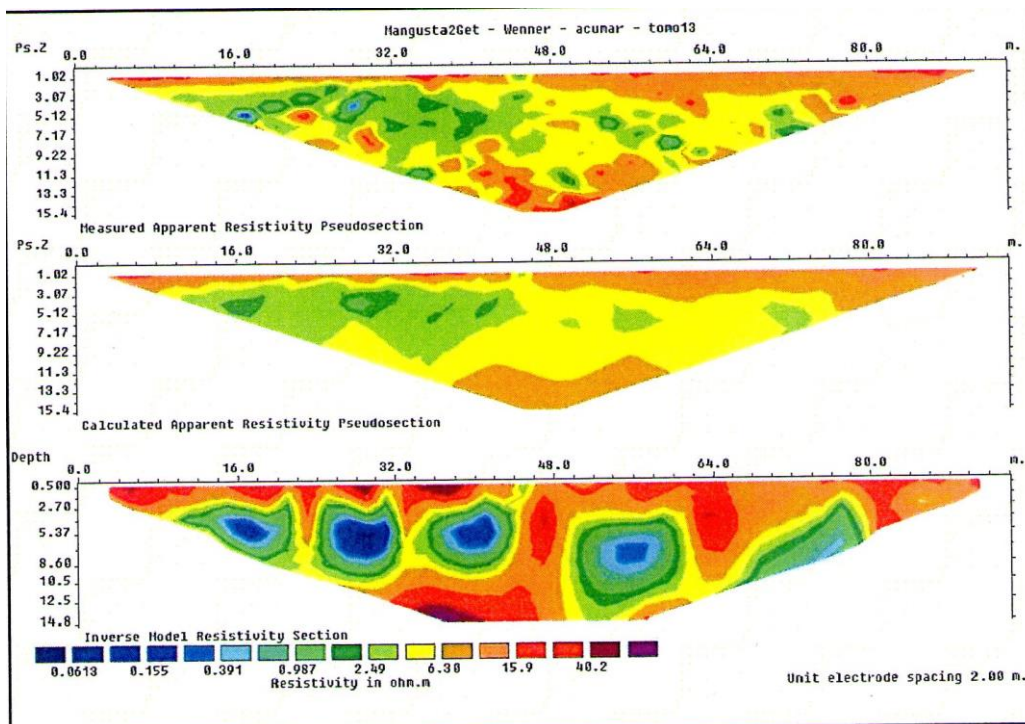 Mangusta2Get - Wenner - acumar - tomo13
Ps.Z 0.0 16.0 32.0 48.0 64.0 80.0 m.
1.02
3.07
5.12
7.17
9.22
11.3
13.3
15.4
Measured Apparent Resistivity Pseudosection
Ps.Z 0.0 16.0 32.0 48.0 64.0 80.0 m.
1.02
3.07
5.12
7.17
9.22
11.3
13.3
15.4
Calculated Apparent Resistivity Pseudosection
Depth 0.0 16.0 32.0 48.0 64.0 80.0 m.
0.500
2.70
5.37
8.60
10.5
12.5
14.8
Inverse Model Resistivity Section
0.0613 0.155 0.391 0.987 2.49 6.30 15.9 40.2
Resistivity in ohm.m
Unit electrode spacing 2.00 m.